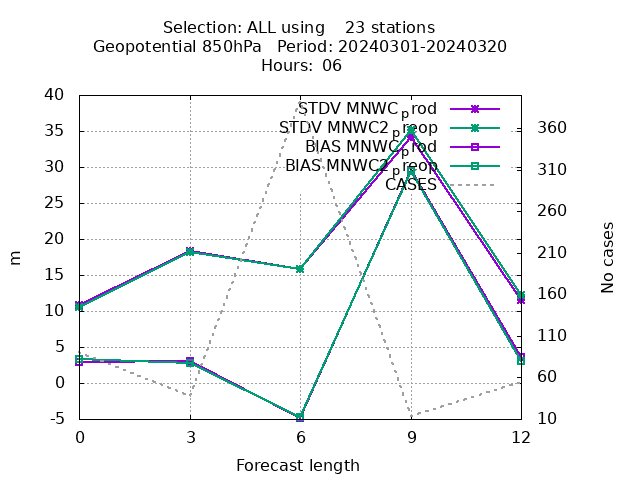 Selection: ALL using    23 stations
Geopotential 850hPa   Period: 20240301-20240320
Hours:  06
40
35
30
25
20
15
10
5
0
-5
m
STDV MNWC_prod
STDV MNWC2_preop
BIAS MNWC_prod
BIAS MNWC2_preop
CASES
360
310
260
210
160
110
60
10
No cases
0 3 6 9 12
Forecast length